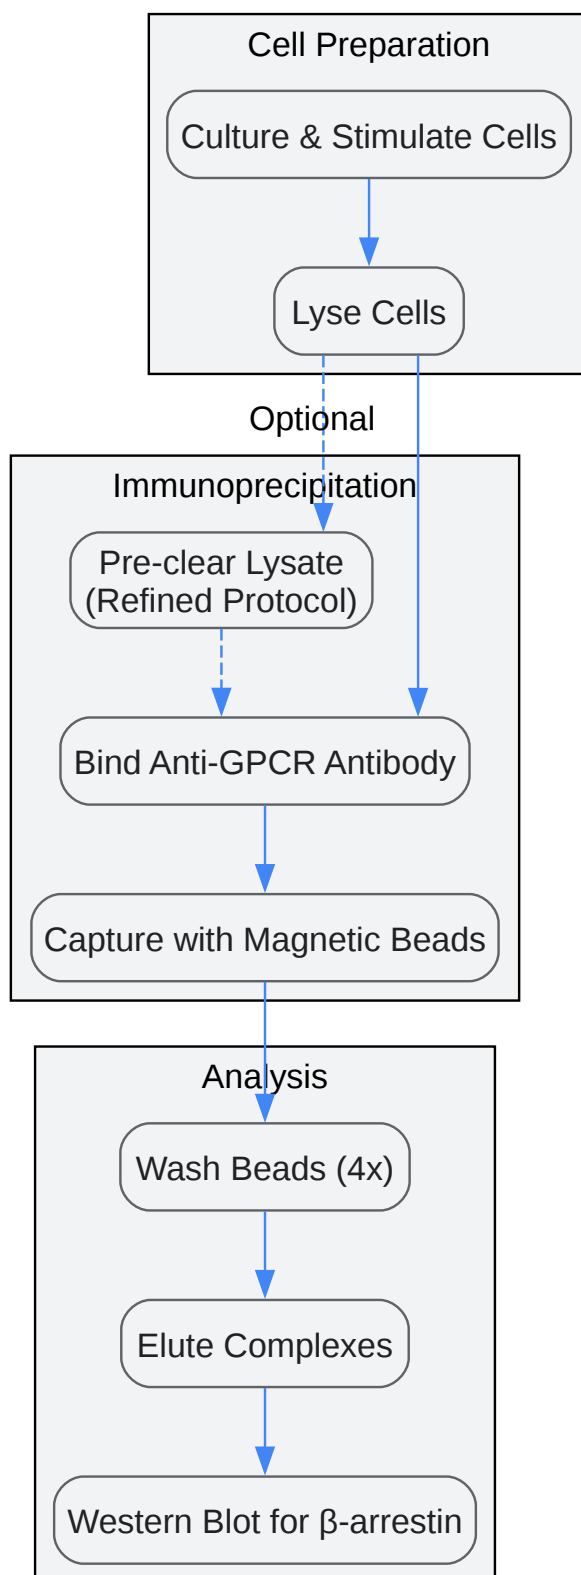 Cell Preparation
Culture & Stimulate Cells
Lyse Cells
Optional
Immunoprecipitation
Pre-clear Lysate
(Refined Protocol)
Bind Anti-GPCR Antibody
Capture with Magnetic Beads
Analysis
Wash Beads (4x)
Elute Complexes
Western Blot for β-arrestin